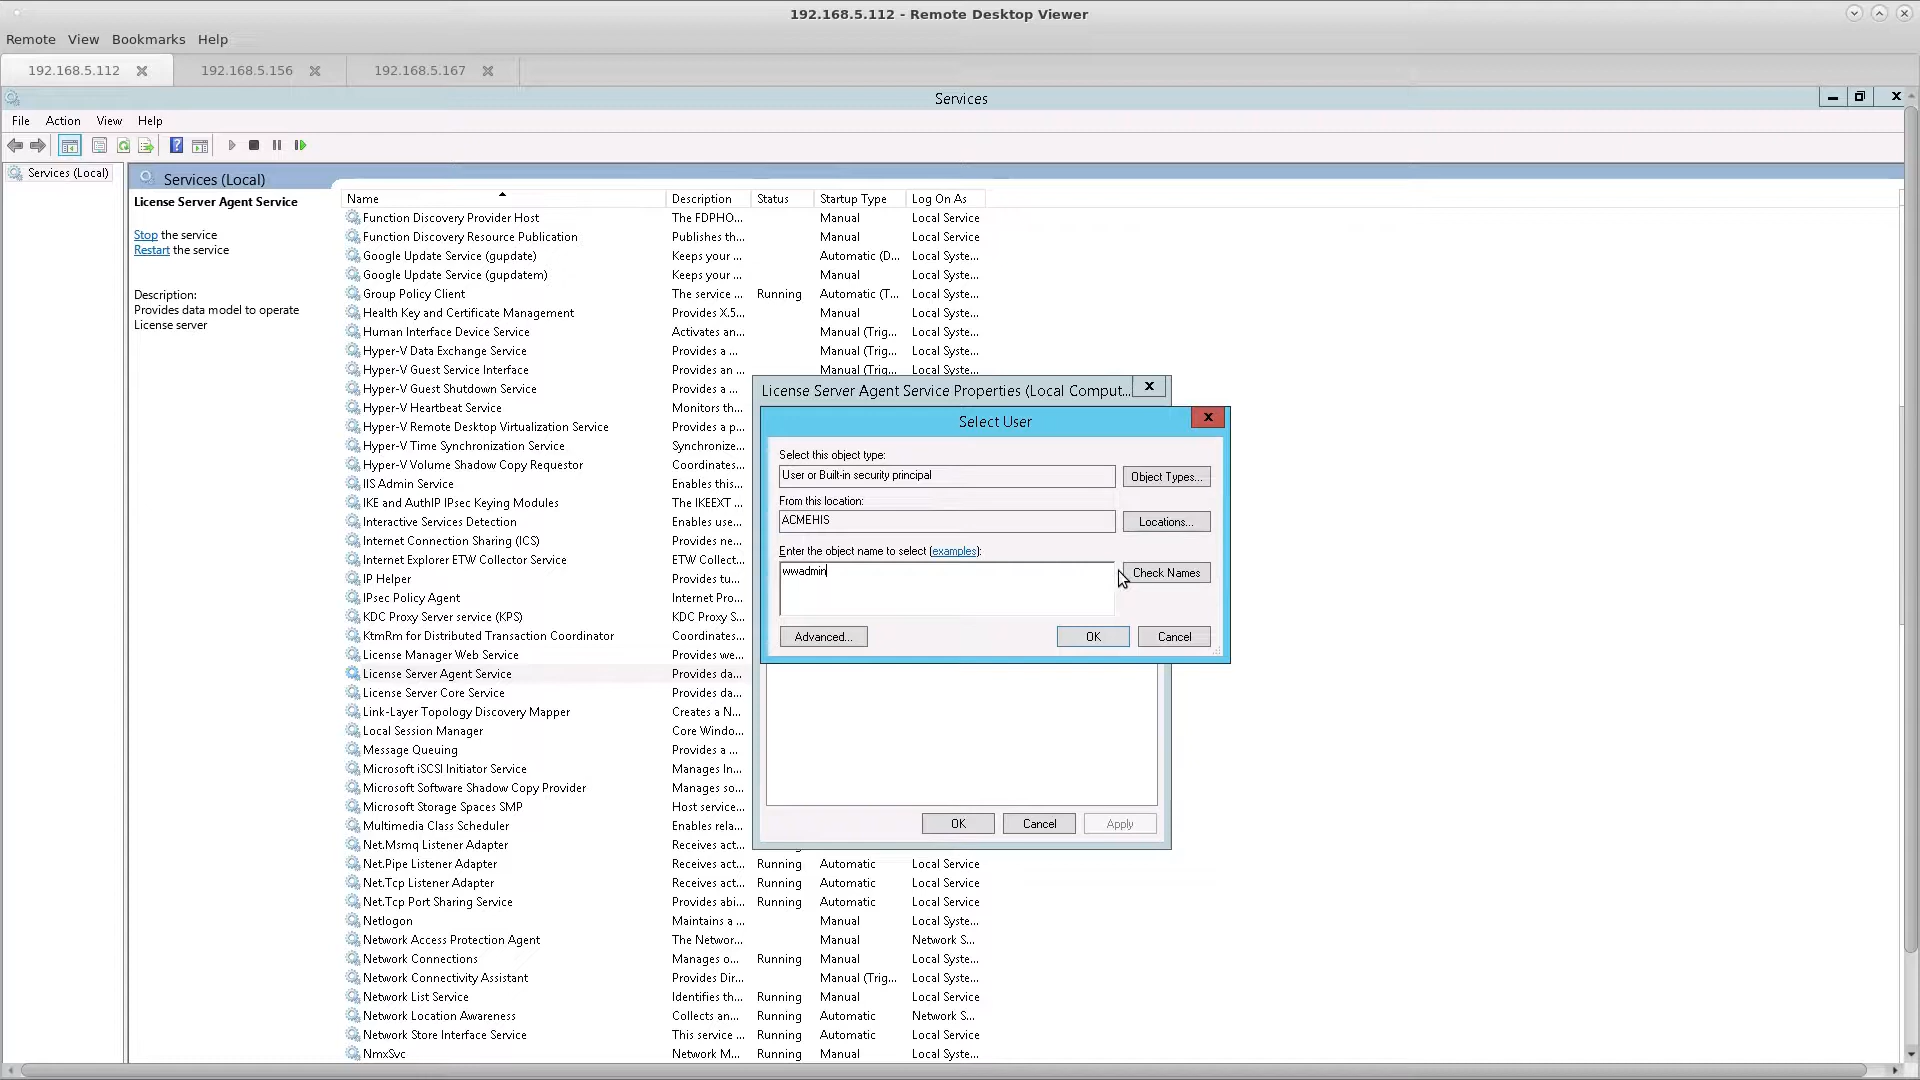 192.168.5.112 - Remote Desktop Viewer
Remote View Bookmarks Help
192.168.5.112 192.168.5.156 192.168.5.167
Services
File Action View Help
Services (Local)
Services (Local)
License Server Agent Service
Stop the service
Restart the service
Description:
Provides data model to operate
License server
Name Description Status Startup Type Log On As
Function Discovery Provider Host The FDPHO... Manual Local Service
Function Discovery Resource Publication Publishes th... Manual Local Service
Google Update Service (gupdate) Keeps your ... Automatic (D... Local Syste...
Google Update Service (gupdatem) Keeps your ... Manual Local Syste...
Group Policy Client The service ... Running Automatic (T... Local Syste...
Health Key and Certificate Management Provides X.5... Manual Local Syste...
Human Interface Device Service Activates an... Manual (Trig... Local Syste...
Hyper-V Data Exchange Service Provides a ... Manual (Trig... Local Syste...
Hyper-V Guest Service Interface Provides an ... Manual (Trig... Local Syste...
Hyper-V Guest Shutdown Service Provides a ...
Hyper-V Heartbeat Service Monitors th...
Hyper-V Remote Desktop Virtualization Service Provides a p...
Hyper-V Time Synchronization Service Synchronize...
Hyper-V Volume Shadow Copy Requestor Coordinates...
IIS Admin Service Enables this...
IKE and AuthIP IPsec Keying Modules The IKEEXT ...
Interactive Services Detection Enables use...
Internet Connection Sharing (ICS) Provides ne...
Internet Explorer ETW Collector Service ETW Collect...
IP Helper Provides tu...
IPsec Policy Agent Internet Pro...
KDC Proxy Server service (KPS) KDC Proxy S...
KtmRm for Distributed Transaction Coordinator Coordinates...
License Manager Web Service Provides we...
License Server Agent Service Provides da...
License Server Core Service Provides da...
Link-Layer Topology Discovery Mapper Creates a N...
Local Session Manager Core Windo...
Message Queuing Provides a ...
Microsoft iSCSI Initiator Service Manages In...
Microsoft Software Shadow Copy Provider Manages so...
Microsoft Storage Spaces SMP Host service...
Multimedia Class Scheduler Enables rela...
Net.Msmq Listener Adapter Receives act...
Net.Pipe Listener Adapter Receives act... Running Automatic Local Service
Net.Tcp Listener Adapter Receives act... Running Automatic Local Service
Net.Tcp Port Sharing Service Provides abi... Running Automatic Local Service
Netlogon Maintains a ... Manual Local Syste...
Network Access Protection Agent The Networ... Manual Network S...
Network Connections Manages o... Running Manual Local Syste...
Network Connectivity Assistant Provides Dir... Manual (Trig... Local Syste...
Network List Service Identifies th... Running Manual Local Service
Network Location Awareness Collects an... Running Automatic Network S...
Network Store Interface Service This service ... Running Automatic Local Service
NmxSvc Network M... Running Manual Local Syste...
License Server Agent Service Properties (Local Comput...
Select User
Select this object type:
User or Built-in security principal Object Types...
From this location:
ACMEHIS Locations...
Enter the object name to select (examples):
wwadmin Check Names
Advanced... OK Cancel
OK Cancel Apply